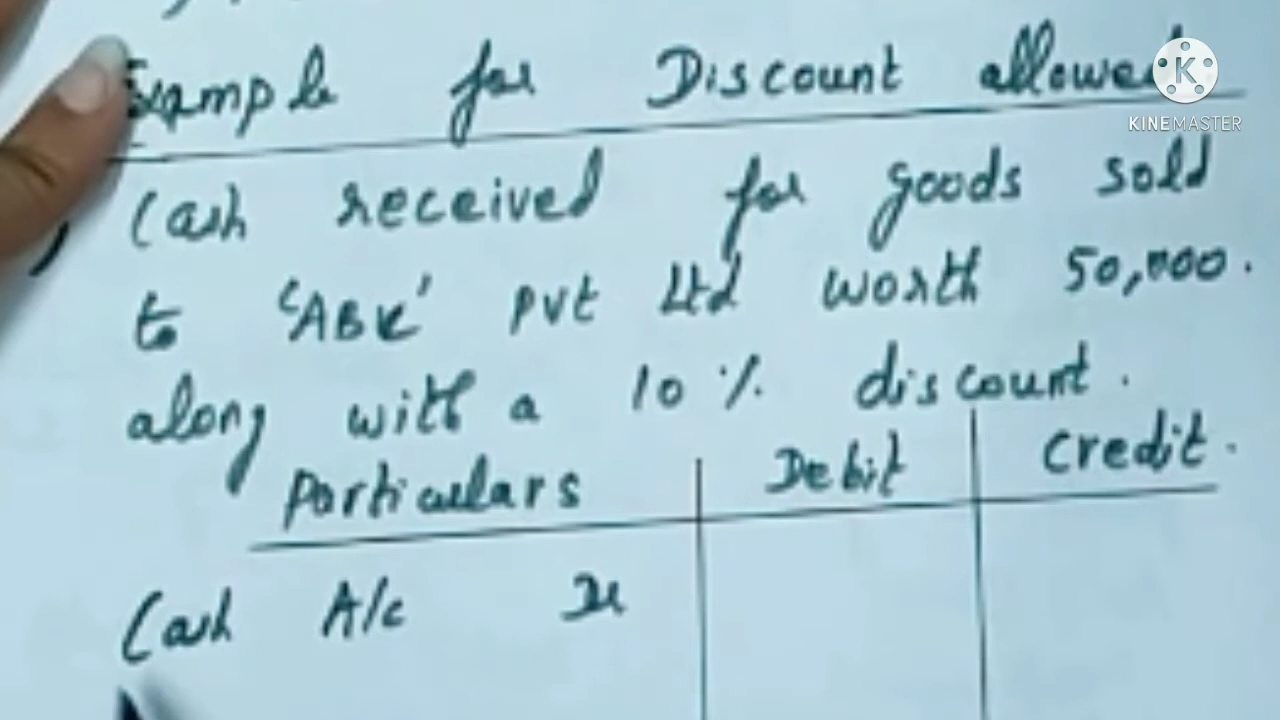 Example for Discount allowed
Cash received for goods sold
to 'ABK' Pvt Ltd worth 50,000.
along with a 10% discount.
Particulars Debit Credit.
Cash A/c Dr
KINEMASTER